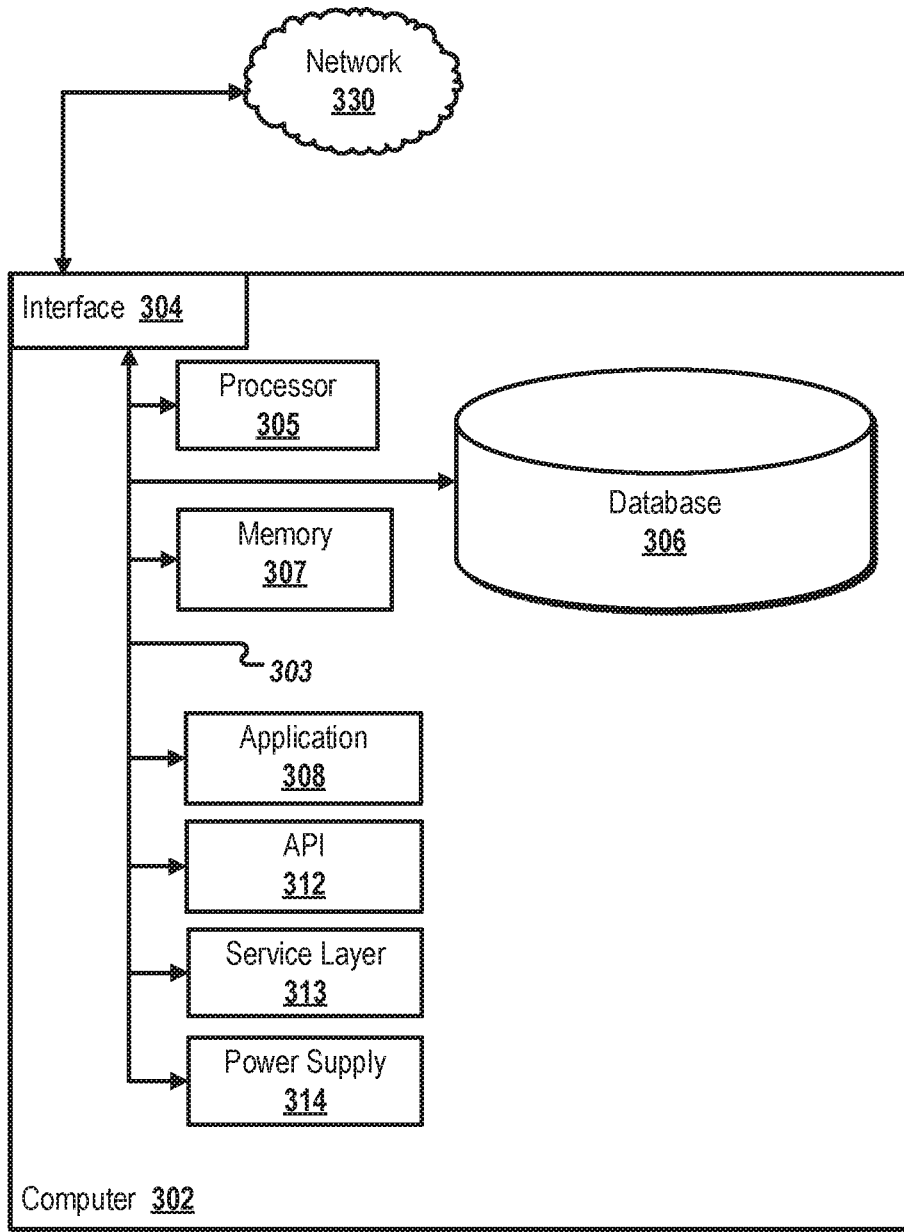 Network
330
Interface 304
Processor
305
Database
306
Memory
307
303
Application
308
API
312
Service Layer
313
Power Supply
314
Computer 302